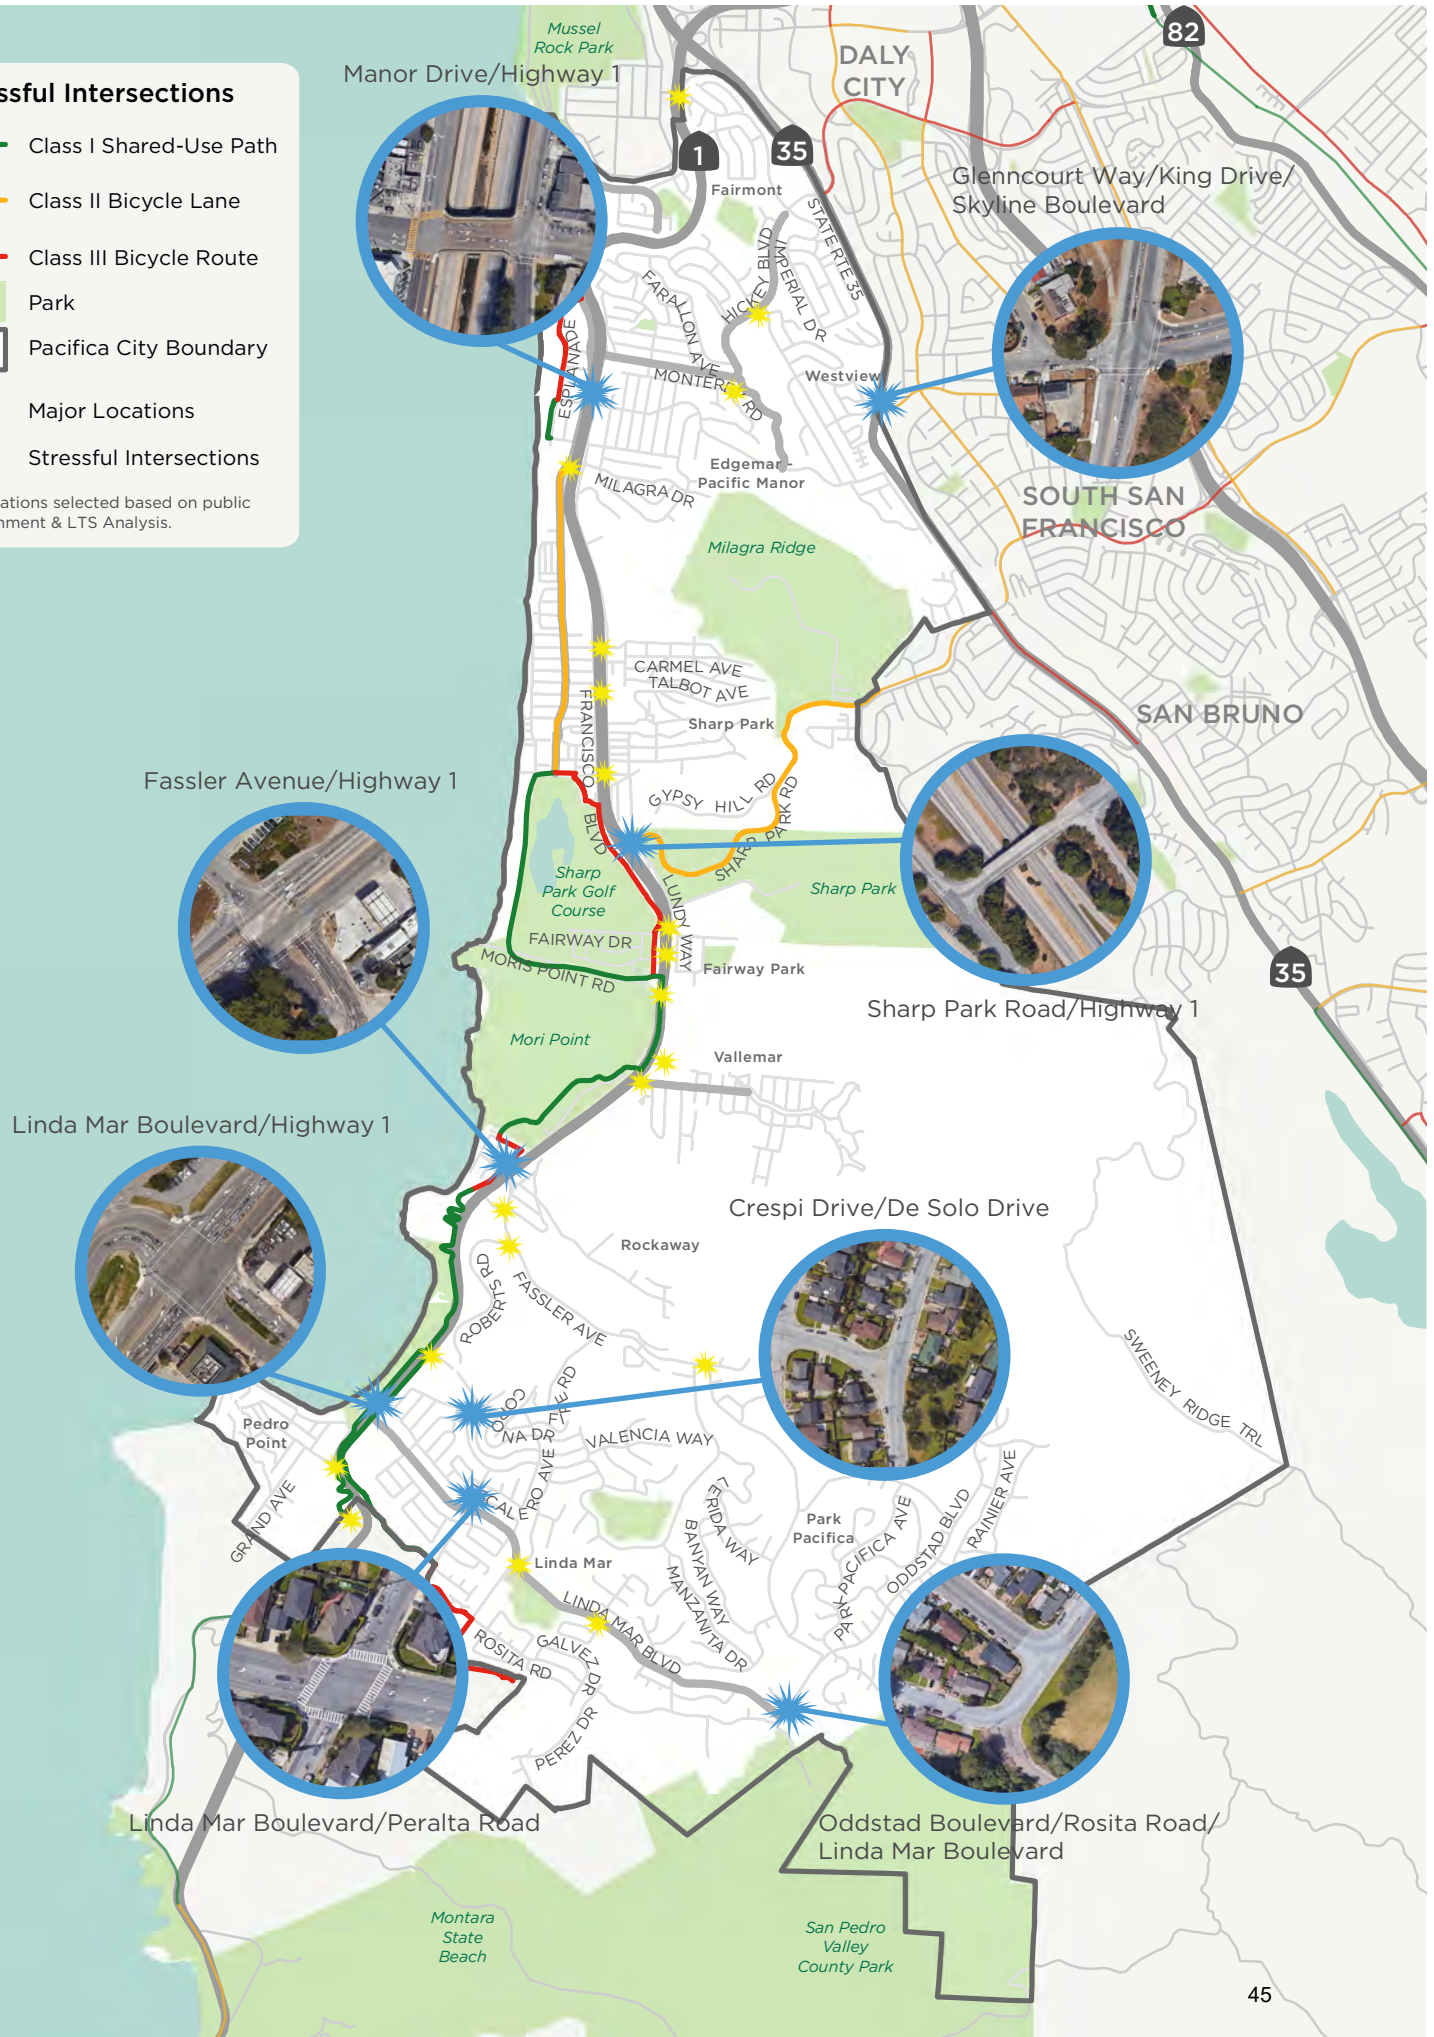 ssful Intersections
Class I Shared-Use Path
Class II Bicycle Lane
Class III Bicycle Route
Park
Pacifica City Boundary
Major Locations
Stressful Intersections
ations selected based on public
nment & LTS Analysis.
Mussel
Rock Park
Manor Drive/Highway 1
DALY
CITY
82
1
35
Fairmont
Glenncourt Way/King Drive/
Skyline Boulevard
STATE RTE 35
HICKEY BLVD
IMPERIAL DR
FARALLON AVE
ESPLANADE
MONTEREY RD
Westview
Edgemar -
Pacific Manor
MILAGRA DR
SOUTH SAN
FRANCISCO
Milagra Ridge
CARMEL AVE
TALBOT AVE
FRANCISCO BLVD
Sharp Park
SAN BRUNO
GYPSY HILL RD
SHARP PARK RD
Fassler Avenue/Highway 1
Sharp
Park Golf
Course
Sharp Park
LUNDY WAY
FAIRWAY DR
MORIS POINT RD
Fairway Park
35
Sharp Park Road/Highway 1
Mori Point
Vallemar
Linda Mar Boulevard/Highway 1
Crespi Drive/De Solo Drive
Rockaway
ROBERTS RD
FASSLER AVE
SWEENEY RIDGE TRL
Pedro
Point
CORONA DR
FIRE RD
VALENCIA WAY
CALERO AVE
GRAND AVE
LERIDA WAY
BANYAN WAY
MANZANITA DR
Park
Pacifica
PARK-PACIFICA AVE
ODDSTAD BLVD
RAINIER AVE
Linda Mar
LINDA MAR BLVD
ROSITA RD
GALVEZ DR
PEREZ DR
Linda Mar Boulevard/Peralta Road
Oddstad Boulevard/Rosita Road/
Linda Mar Boulevard
Montara
State
Beach
San Pedro
Valley
County Park
45